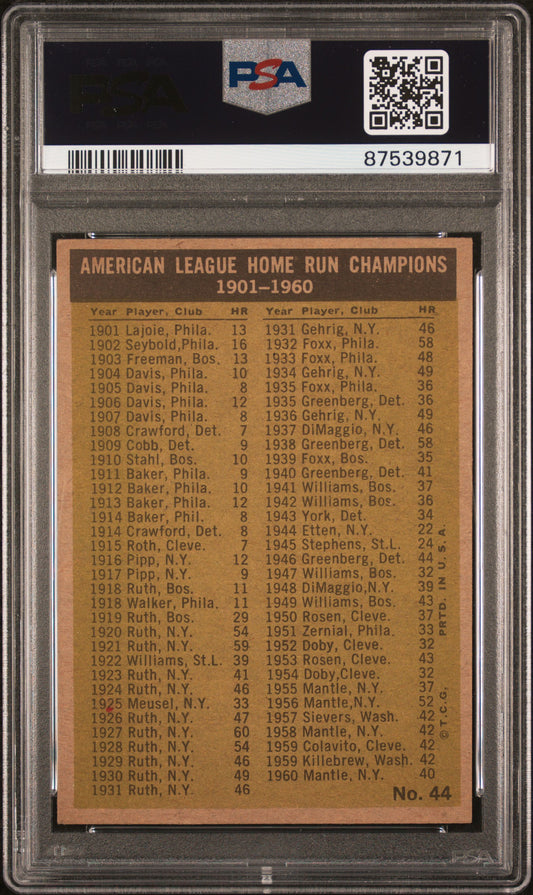 PSA
87539871
AMERICAN LEAGUE HOME RUN CHAMPIONS
1901–1960
Year Player, Club HR
1901 Lajoie, Phila. 13
1902 Seybold,Phila. 16
1903 Freeman, Bos. 13
1904 Davis, Phila. 10
1905 Davis, Phila. 8
1906 Davis, Phila. 12
1907 Davis, Phila. 8
1908 Crawford, Det. 7
1909 Cobb, Det. 9
1910 Stahl, Bos. 10
1911 Baker, Phila. 9
1912 Baker, Phila. 10
1913 Baker, Phila. 12
1914 Baker, Phil. 8
1914 Crawford, Det. 8
1915 Roth, Cleve. 7
1916 Pipp, N.Y. 12
1917 Pipp, N.Y. 9
1918 Ruth, Bos. 11
1918 Walker, Phila. 11
1919 Ruth, Bos. 29
1920 Ruth, N.Y. 54
1921 Ruth, N.Y. 59
1922 Williams, St.L. 39
1923 Ruth, N.Y. 41
1924 Ruth, N.Y. 46
1925 Meusel, N.Y. 33
1926 Ruth, N.Y. 47
1927 Ruth, N.Y. 60
1928 Ruth, N.Y. 54
1929 Ruth, N.Y. 46
1930 Ruth, N.Y. 49
1931 Ruth, N.Y. 46
Year Player, Club HR
1931 Gehrig, N.Y. 46
1932 Foxx, Phila. 58
1933 Foxx, Phila. 48
1934 Gehrig, N.Y. 49
1935 Foxx, Phila. 36
1935 Greenberg, Det. 36
1936 Gehrig, N.Y. 49
1937 DiMaggio, N.Y. 46
1938 Greenberg, Det. 58
1939 Foxx, Bos. 35
1940 Greenberg, Det. 41
1941 Williams, Bos. 37
1942 Williams, Bos. 36
1943 York, Det. 34
1944 Etten, N.Y. 22
1945 Stephens, St.L. 24
1946 Greenberg, Det. 44
1947 Williams, Bos. 32
1948 DiMaggio,N.Y. 39
1949 Williams, Bos. 43
1950 Rosen, Cleve. 37
1951 Zernial, Phila. 33
1952 Doby, Cleve. 32
1953 Rosen, Cleve. 43
1954 Doby,Cleve. 32
1955 Mantle, N.Y. 37
1956 Mantle,N.Y. 52
1957 Sievers, Wash. 42
1958 Mantle, N.Y. 42
1959 Colavito, Cleve. 42
1959 Killebrew, Wash. 42
1960 Mantle, N.Y. 40
© T.C.G. PRTD. IN U.S.A.
No. 44